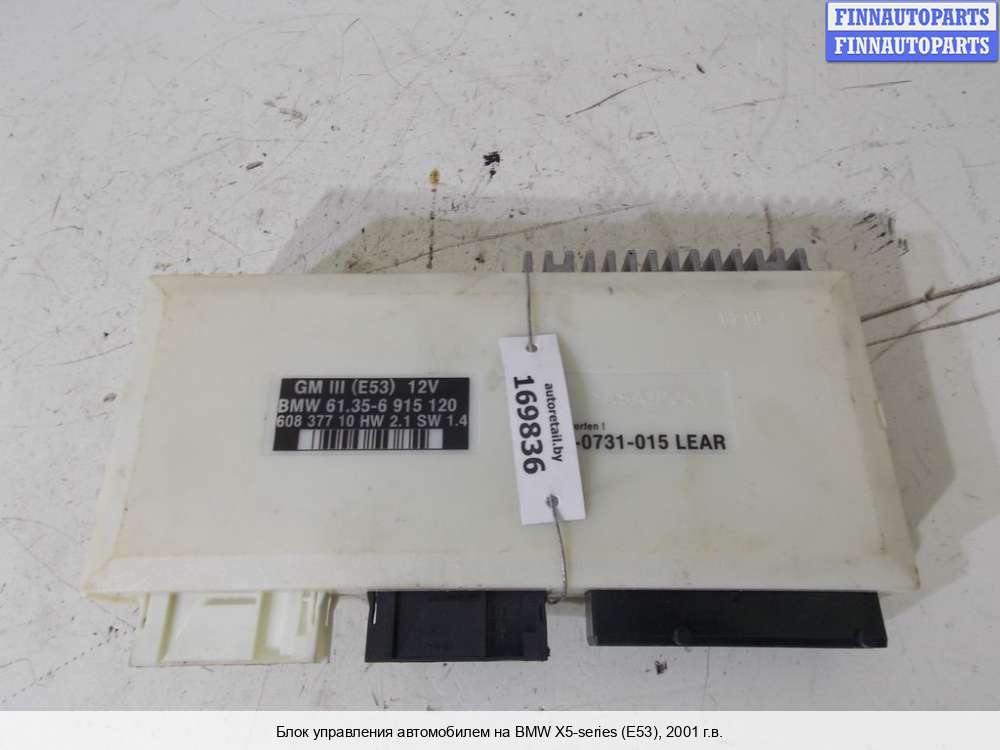 FINNAUTOPARTS
FINNAUTOPARTS
GM III (E53) 12V
BMW 61.35-6 915 120
608 377 10 HW 2.1 SW 1.4
autoretail.by
169836
erfen !
-0731-015 LEAR
Блок управления автомобилем на BMW X5-series (E53), 2001 г.в.